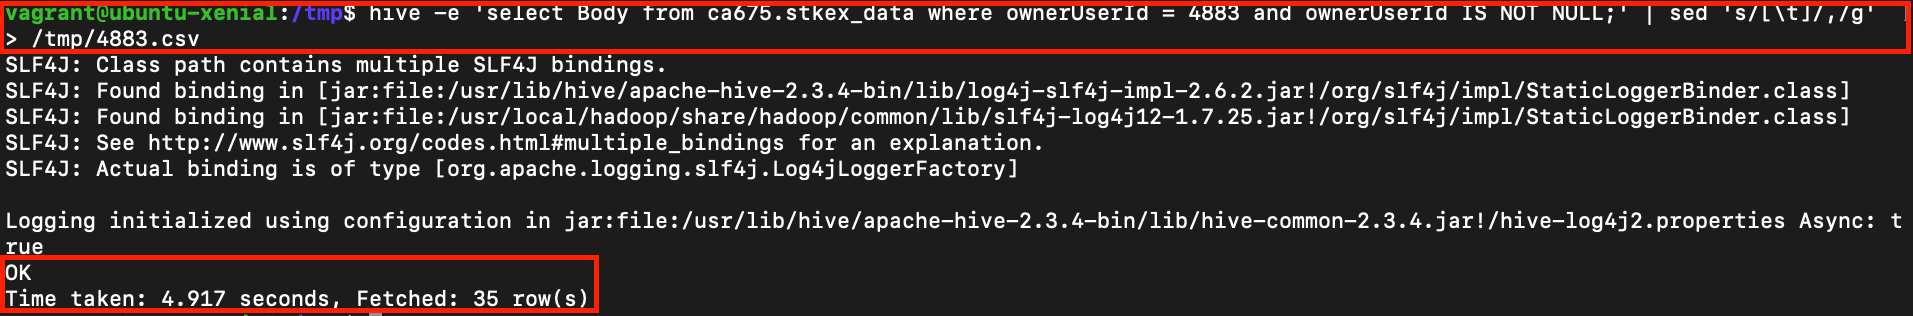 vagrant@ubuntu-xenial:/tmp$ hive -e 'select Body from ca675.stkex_data where ownerUserId = 4883 and ownerUserId IS NOT NULL;' | sed 's/[\t]/,/g'
> /tmp/4883.csv
SLF4J: Class path contains multiple SLF4J bindings.
SLF4J: Found binding in [jar:file:/usr/lib/hive/apache-hive-2.3.4-bin/lib/log4j-slf4j-impl-2.6.2.jar!/org/slf4j/impl/StaticLoggerBinder.class]
SLF4J: Found binding in [jar:file:/usr/local/hadoop/share/hadoop/common/lib/slf4j-log4j12-1.7.25.jar!/org/slf4j/impl/StaticLoggerBinder.class]
SLF4J: See http://www.slf4j.org/codes.html#multiple_bindings for an explanation.
SLF4J: Actual binding is of type [org.apache.logging.slf4j.Log4jLoggerFactory]
Logging initialized using configuration in jar:file:/usr/lib/hive/apache-hive-2.3.4-bin/lib/hive-common-2.3.4.jar!/hive-log4j2.properties Async: t
rue
OK
Time taken: 4.917 seconds, Fetched: 35 row(s)